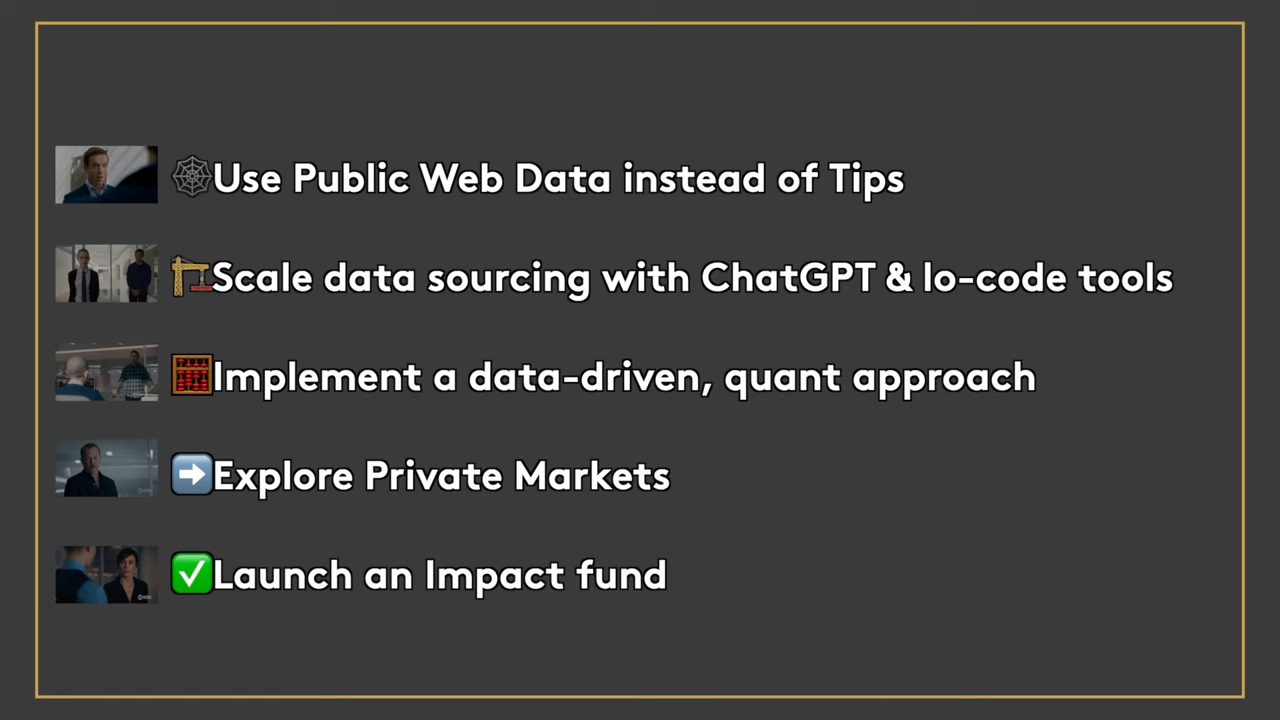 Use Public Web Data instead of Tips
Scale data sourcing with ChatGPT & lo-code tools
Implement a data-driven, quant approach
Explore Private Markets
Launch an Impact fund